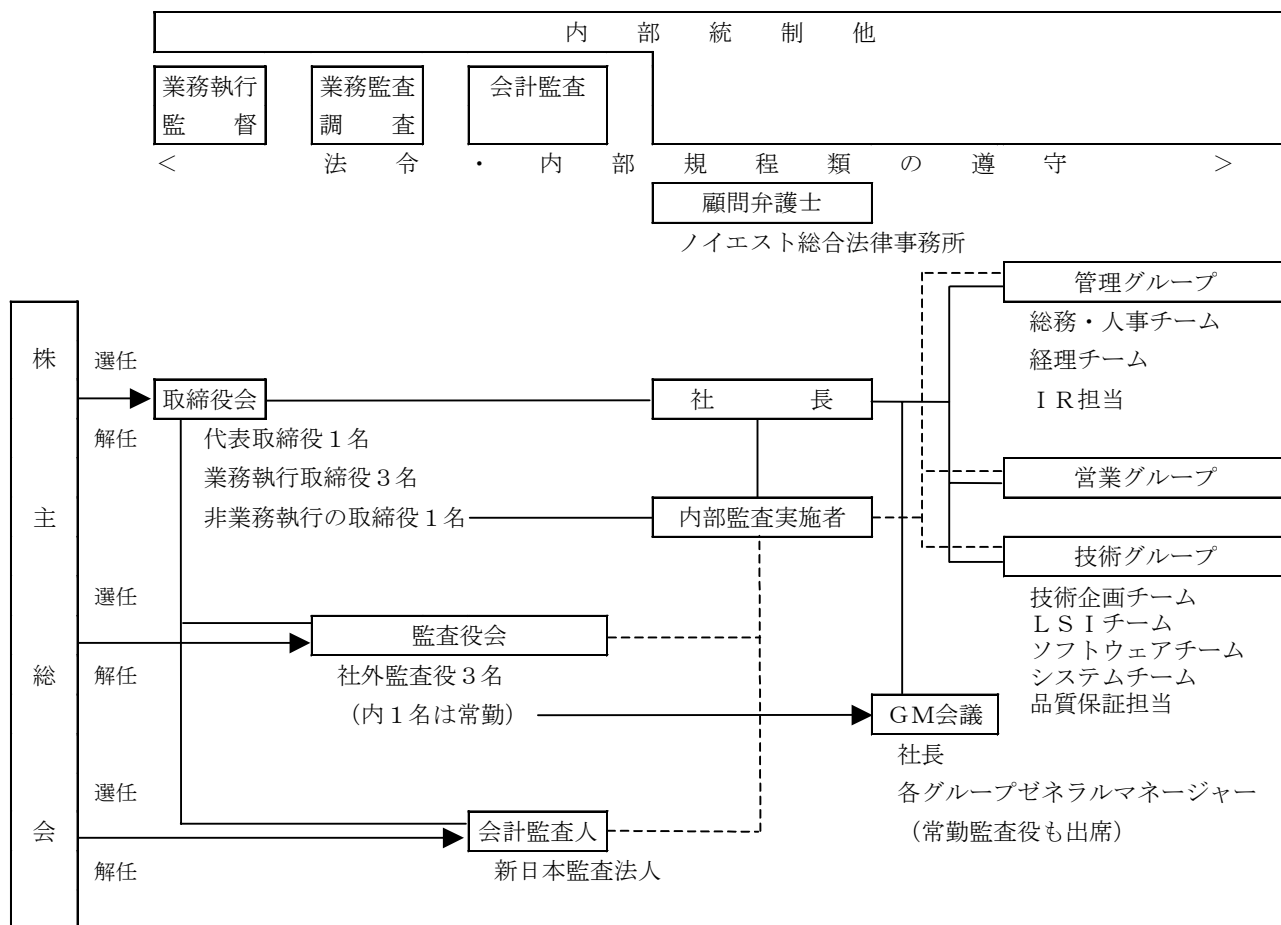 内部統制他
業務執行
監督
業務監査
調査
会計監査
＜法令・内部規程類の遵守＞
顧問弁護士
ノイエスト総合法律事務所
管理グループ
総務・人事チーム
経理チーム
ＩＲ担当
株主総会
選任
解任
取締役会
代表取締役１名
業務執行取締役３名
非業務執行の取締役１名
社長
内部監査実施者
営業グループ
技術グループ
技術企画チーム
ＬＳＩチーム
ソフトウェアチーム
システムチーム
品質保証担当
選任
解任
監査役会
社外監査役３名
（内１名は常勤）
ＧＭ会議
社長
各グループゼネラルマネージャー
（常勤監査役も出席）
選任
解任
会計監査人
新日本監査法人